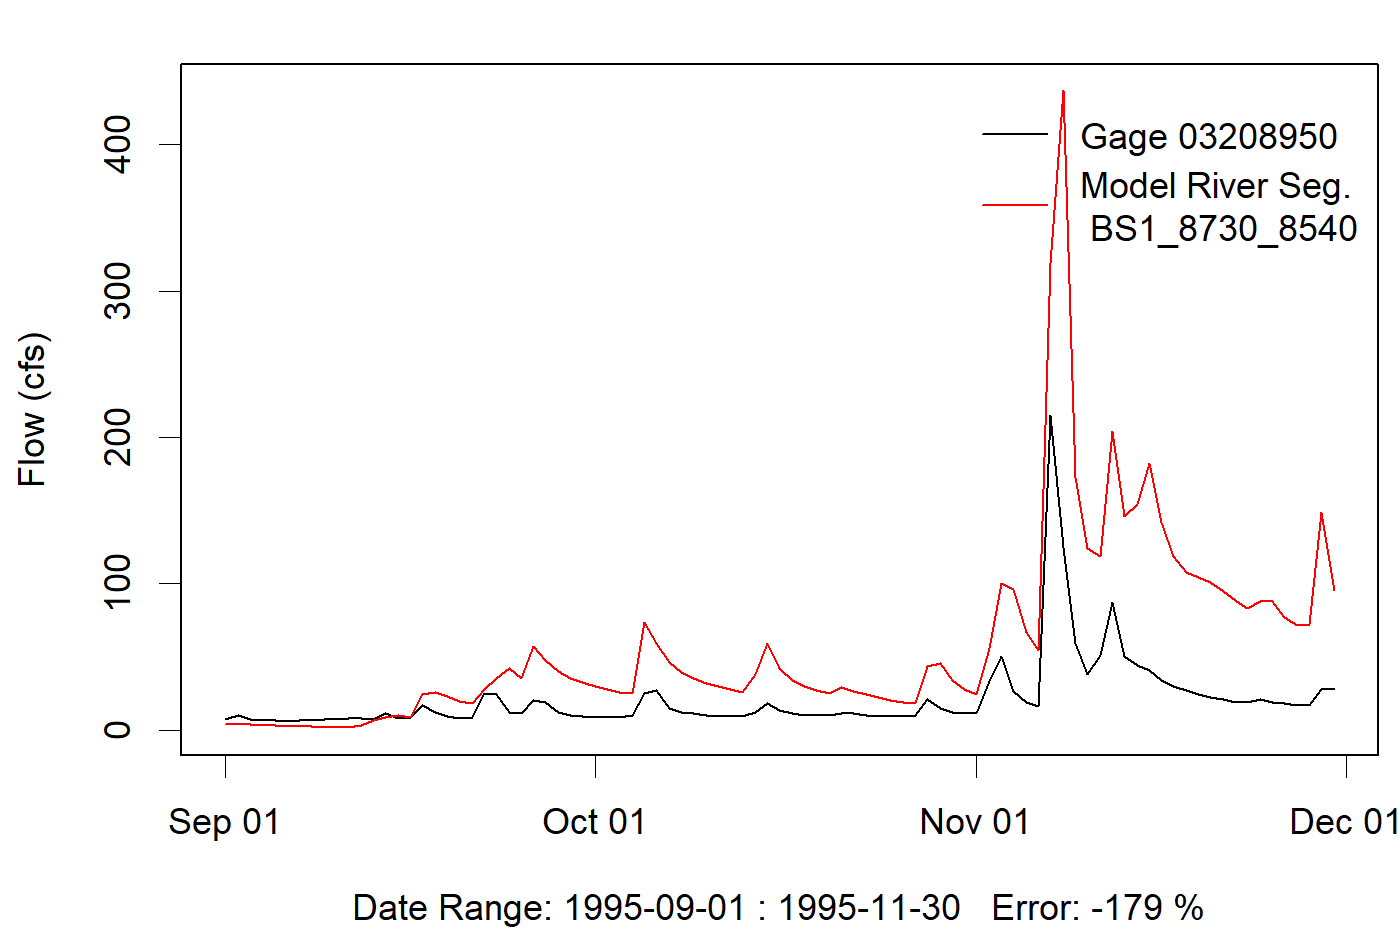 Flow (cfs)
400
300
200
100
0
Gage 03208950
Model River Seg.
BS1_8730_8540
Sep 01
Oct 01
Nov 01
Dec 01
Date Range: 1995-09-01 : 1995-11-30   Error: -179 %